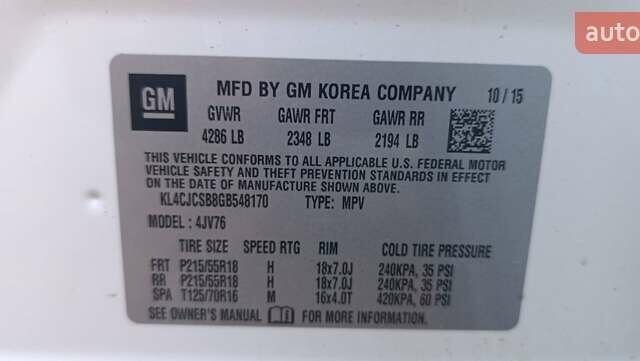 auto
GM
MFD BY GM KOREA COMPANY 10 / 15
GVWR GAWR FRT GAWR RR
4286 LB 2348 LB 2194 LB
THIS VEHICLE CONFORMS TO ALL APPLICABLE U.S. FEDERAL MOTOR
VEHICLE SAFETY AND THEFT PREVENTION STANDARDS IN EFFECT
ON THE DATE OF MANUFACTURE SHOWN ABOVE.
KL4CJCSB8GB548170 TYPE: MPV
MODEL : 4JV76
TIRE SIZE SPEED RTG RIM COLD TIRE PRESSURE
FRT P215/55R18 H 18x7.0J 240KPA, 35 PSI
RR P215/55R18 H 18x7.0J 240KPA, 35 PSI
SPA T125/70R16 M 16x4.0T 420KPA, 60 PSI
SEE OWNER'S MANUAL FOR MORE INFORMATION.